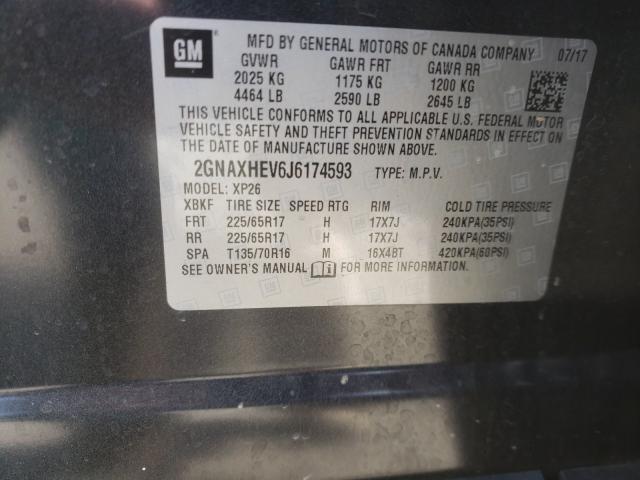 GM
MFD BY GENERAL MOTORS OF CANADA COMPANY 07/17
GVWR GAWR FRT GAWR RR
2025 KG 1175 KG 1200 KG
4464 LB 2590 LB 2645 LB
THIS VEHICLE CONFORMS TO ALL APPLICABLE U.S. FEDERAL MOTOR
VEHICLE SAFETY AND THEFT PREVENTION STANDARDS IN EFFECT ON
THE DATE OF MANUFACTURE SHOWN ABOVE.
2GNAXHEV6J6174593 TYPE: M.P.V.
MODEL: XP26
XBKF TIRE SIZE SPEED RTG RIM COLD TIRE PRESSURE
FRT 225/65R17 H 17X7J 240KPA(35PSI)
RR 225/65R17 H 17X7J 240KPA(35PSI)
SPA T135/70R16 M 16X4BT 420KPA(60PSI)
SEE OWNER'S MANUAL FOR MORE INFORMATION.